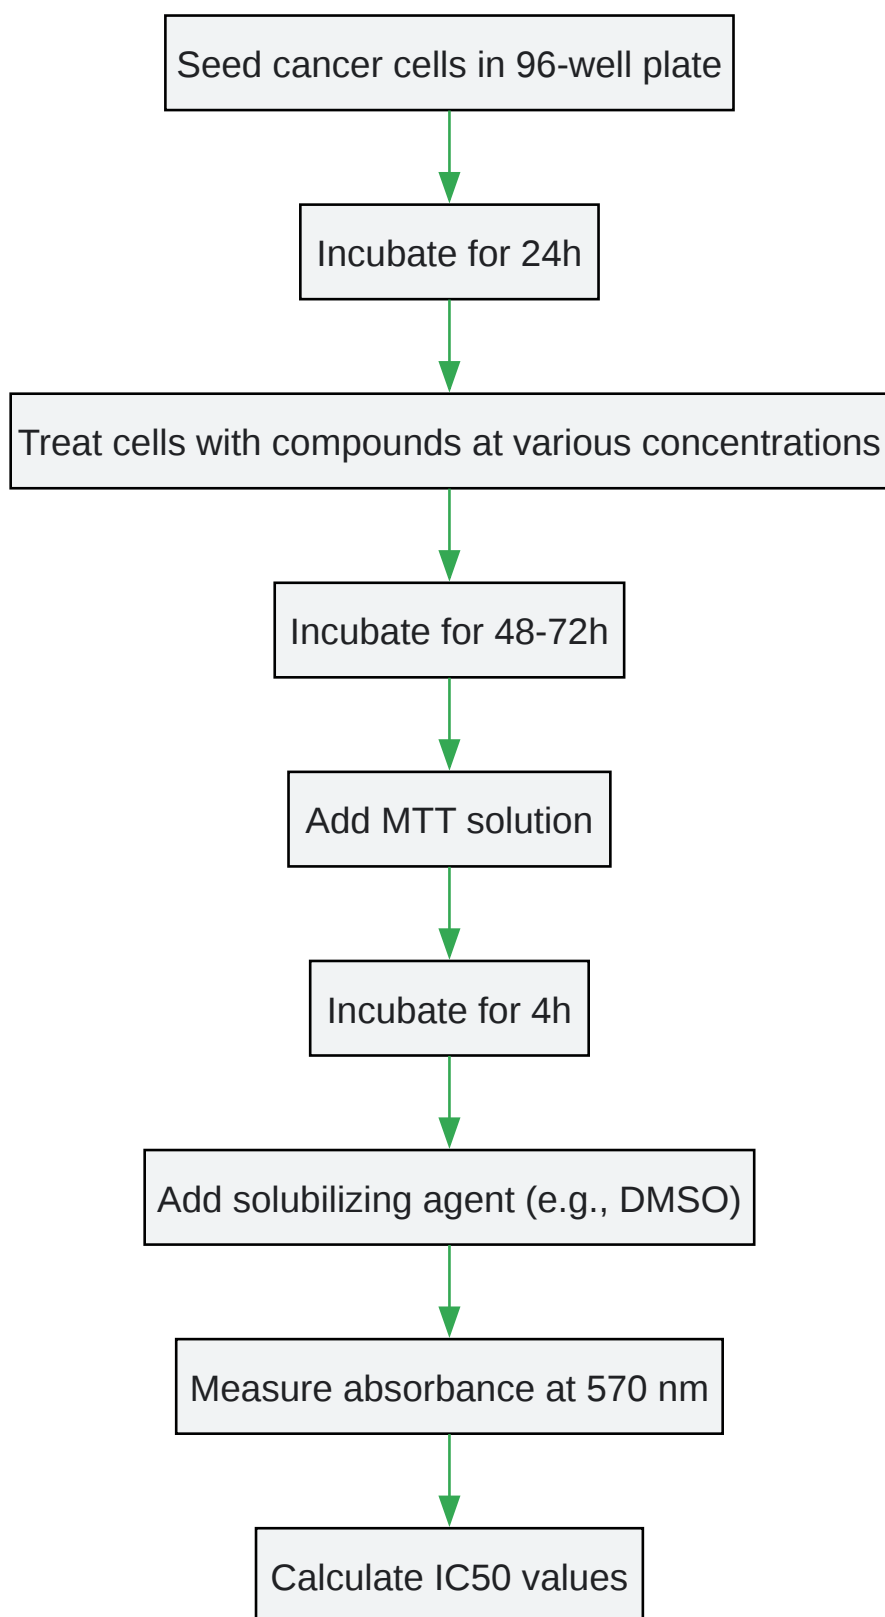 Seed cancer cells in 96-well plate
Incubate for 24h
Treat cells with compounds at various concentrations
Incubate for 48-72h
Add MTT solution
Incubate for 4h
Add solubilizing agent (e.g., DMSO)
Measure absorbance at 570 nm
Calculate IC50 values